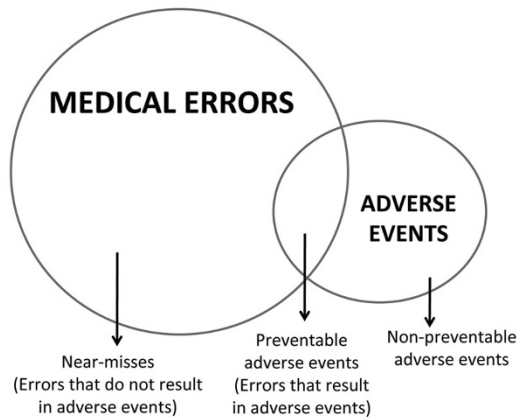 MEDICAL ERRORS
ADVERSE
EVENTS
Near-misses
(Errors that do not result
in adverse events)
Preventable
adverse events
(Errors that result
in adverse events)
Non-preventable
adverse events